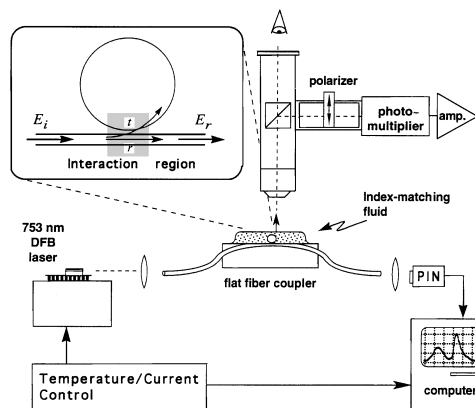 E_i
t
E_r
r
Interaction region
polarizer
photo-
multiplier
amp.
Index-matching
fluid
753 nm
DFB
laser
flat fiber coupler
PIN
Temperature/Current
Control
computer